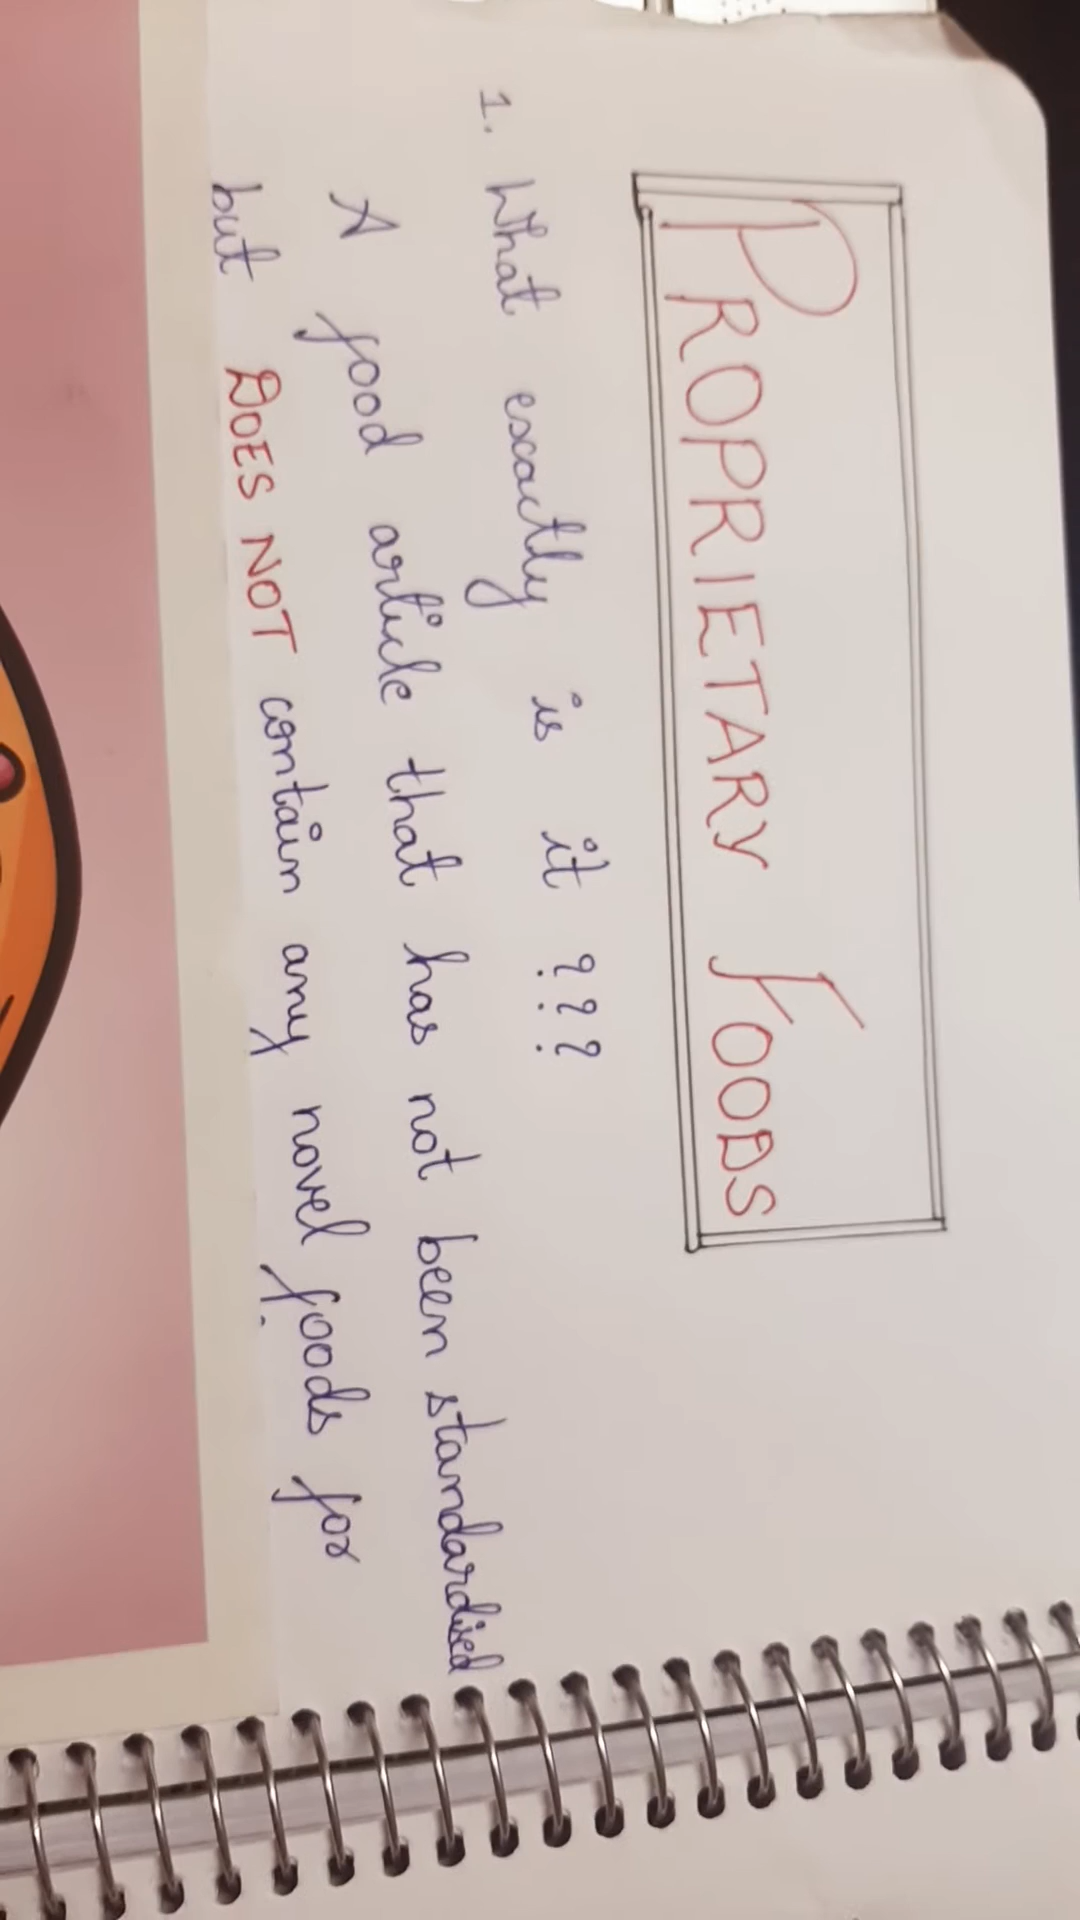 PROPRIETARY FOODS
1. What exactly is it ???
A food article that has not been standardised
but DOES NOT contain any novel foods for